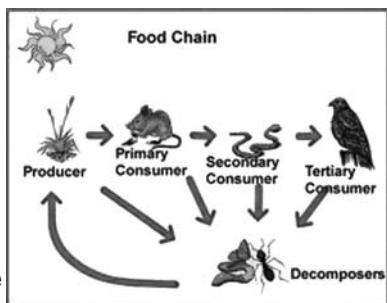 Food Chain
Producer
Primary
Consumer
Secondary
Consumer
Tertiary
Consumer
Decomposers
e